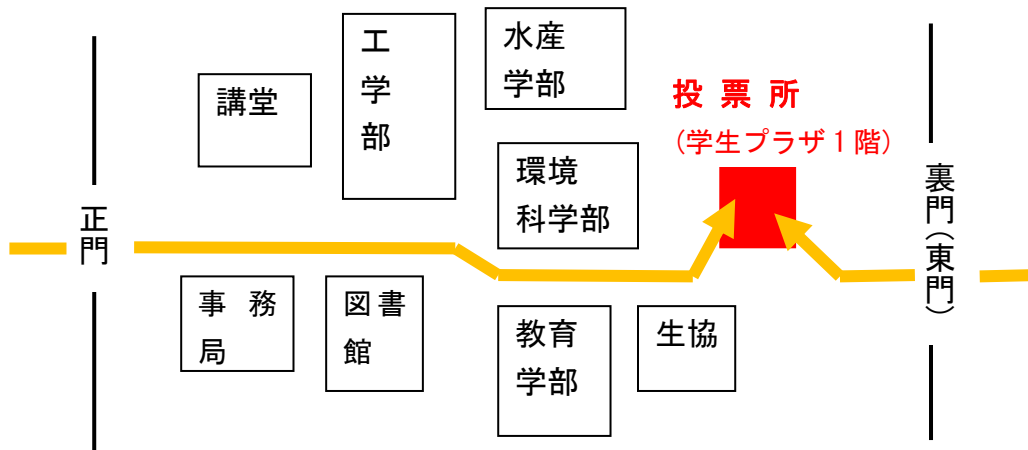 工
学
部
水産
学部
講堂
投 票 所
(学生プラザ1階)
環境
科学部
正門
裏門(東門)
事 務
局
図書
館
教育
学部
生協